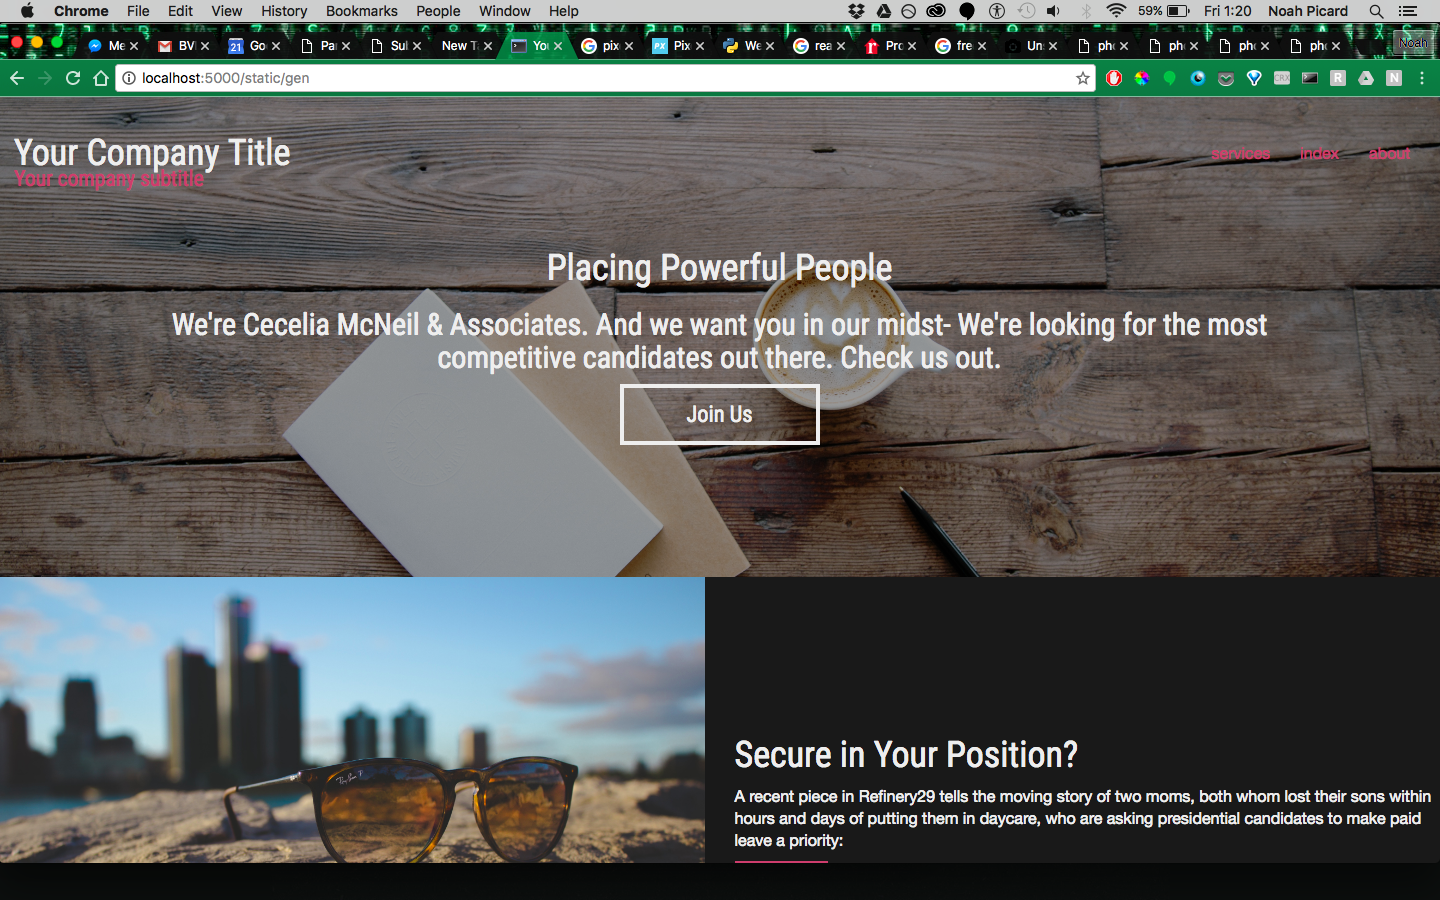 Chrome File Edit View History Bookmarks People Window Help 59% Fri 1:20 Noah Picard
Me BV Go Pa Sul New T Yo pix Pix We rea Pro fre Un pho pho pho pho Noah
localhost:5000/static/gen
Your Company Title
Your company subtitle
services index about
Placing Powerful People
We're Cecelia McNeil & Associates. And we want you in our midst- We're looking for the most
competitive candidates out there. Check us out.
Join Us
Secure in Your Position?
A recent piece in Refinery29 tells the moving story of two moms, both whom lost their sons within
hours and days of putting them in daycare, who are asking presidential candidates to make paid
leave a priority: